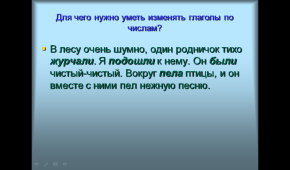 Для чего нужно уметь изменять глаголы по
числам?
В лесу очень шумно, один родничок тихо
журчали. Я подошли к нему. Он были
чистый-чистый. Вокруг пела птицы, и он
вместе с ними пел нежную песню.